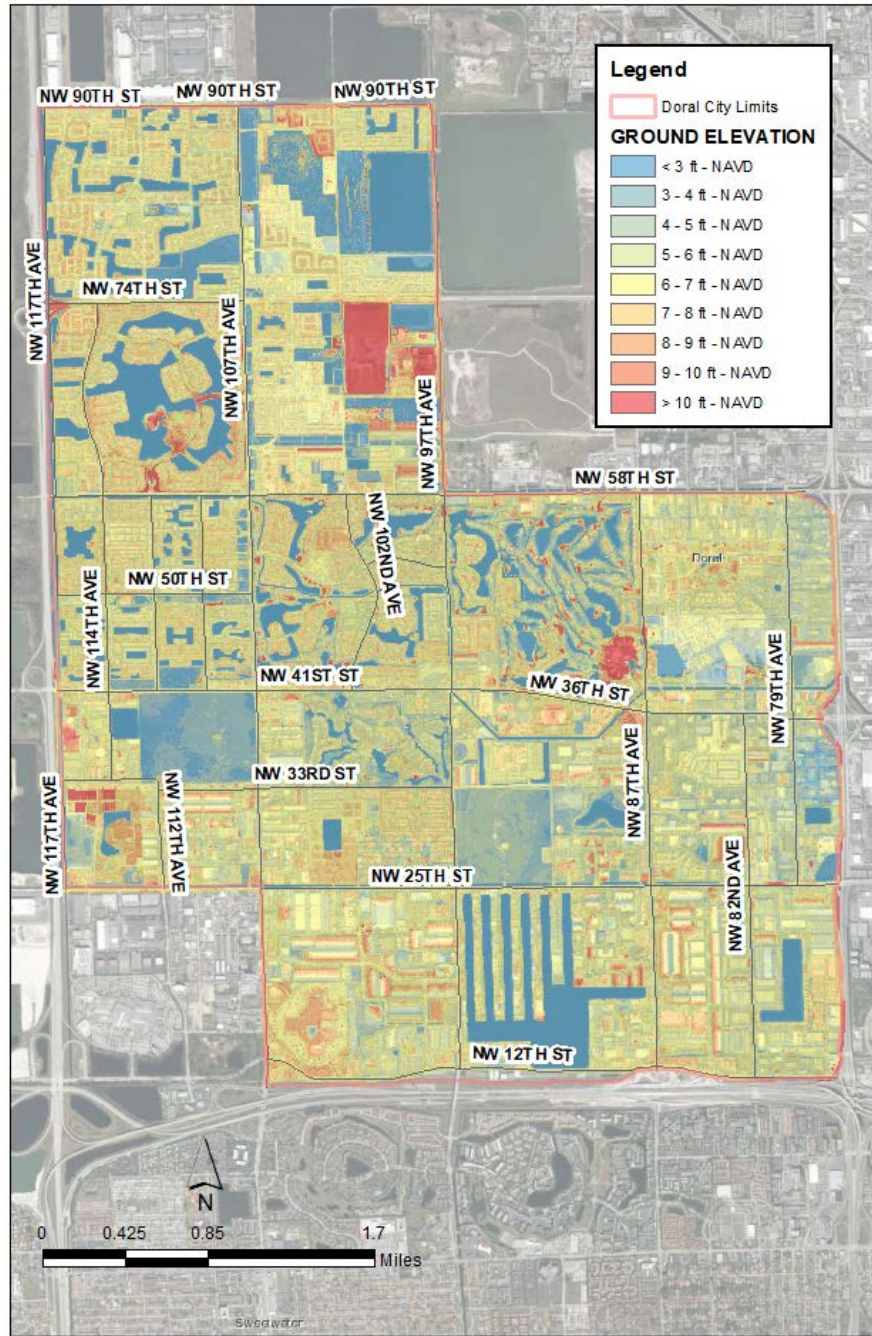 Legend
Doral City Limits
GROUND ELEVATION
< 3 ft - NAVD
3 - 4 ft - NAVD
4 - 5 ft - NAVD
5 - 6 ft - NAVD
6 - 7 ft - NAVD
7 - 8 ft - NAVD
8 - 9 ft - NAVD
9 - 10 ft - NAVD
> 10 ft - NAVD
NW 90TH ST
NW 90TH ST
NW 90TH ST
NW 117TH AVE
NW 74TH ST
NW 107TH AVE
NW 97TH AVE
NW 58TH ST
NW 102ND AVE
Doral
NW 50TH ST
NW 114TH AVE
NW 41ST ST
NW 36TH ST
NW 79TH AVE
NW 33RD ST
NW 87TH AVE
NW 117TH AVE
NW 112TH AVE
NW 25TH ST
NW 82ND AVE
NW 12TH ST
N
0 0.425 0.85 1.7
Miles
Sweetwater